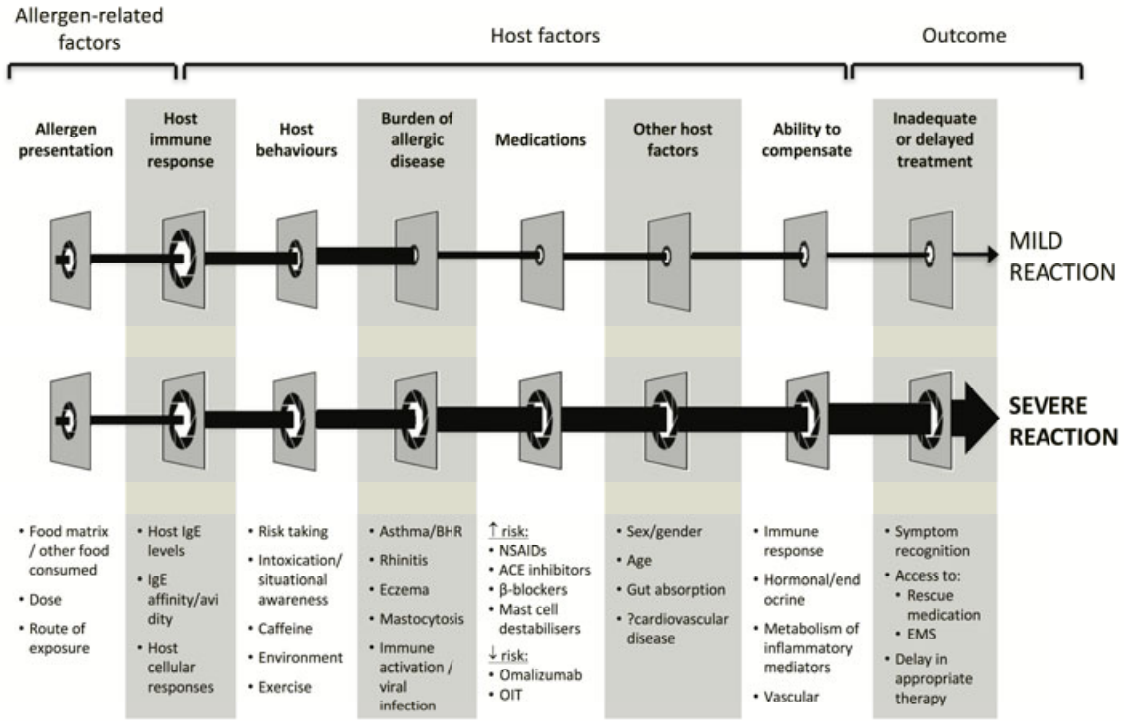 Allergen-related
factors
Host factors
Outcome
Allergen
presentation
Host
immune
response
Host
behaviours
Burden of
allergic
disease
Medications
Other host
factors
Ability to
compensate
Inadequate
or delayed
treatment
MILD
REACTION
SEVERE
REACTION
• Food matrix
/ other food
consumed
• Dose
• Route of
exposure
• Host IgE
levels
• IgE
affinity/avi
dity
• Host
cellular
responses
• Risk taking
• Intoxication/
situational
awareness
• Caffeine
• Environment
• Exercise
• Asthma/BHR
• Rhinitis
• Eczema
• Mastocytosis
• Immune
activation /
viral
infection
↑ risk:
• NSAIDs
• ACE inhibitors
• β-blockers
• Mast cell
destabilisers
↓ risk:
• Omalizumab
• OIT
• Sex/gender
• Age
• Gut absorption
• ?cardiovascular
disease
• Immune
response
• Hormonal/end
ocrine
• Metabolism of
inflammatory
mediators
• Vascular
• Symptom
recognition
• Access to:
• Rescue
medication
• EMS
• Delay in
appropriate
therapy